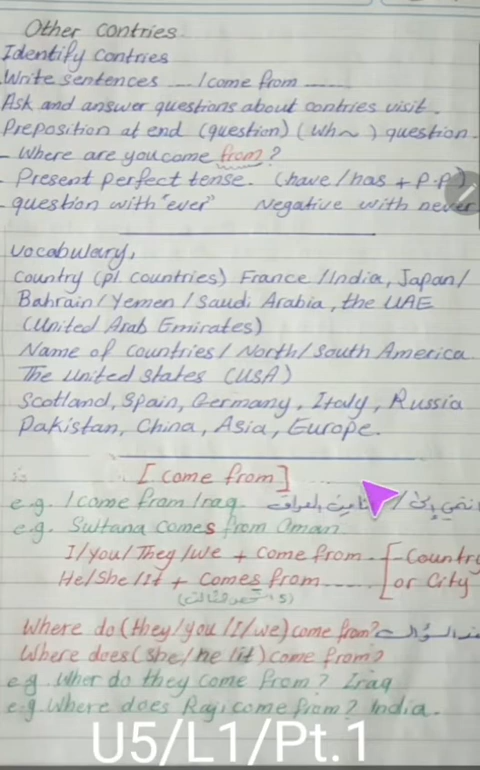 Other Contries
Identify Contries
Write sentences ..... I come from .......
Ask and answer questions about contries visit.
Preposition at end (question) (Wh~) question.
- Where are you come from?
- Present perfect tense. (have/has + p.p)
- question with "ever" Negative with never
Vocabulary,
Country (pl. countries) France / India, Japan/
Bahrain / Yemen / Saudi Arabia, the UAE
(United Arab Emirates)
Name of countries / North / South America
The United States (USA)
Scotland, Spain, Germany, Italy, Russia
Pakistan, China, Asia, Europe.
[come from]
e.g. I come from Iraq.
e.g. Sultana comes from Oman
I/you/They/we + come from - [ - Country
He/She/It + Comes from ...... or City
Where do (they/you/I/we) come from? عند السؤال
Where does (she/he/it) come from?
e.g. Wher do they come from? Iraq
e.g. Where does Raji come from? India.
U5/L1/Pt.1